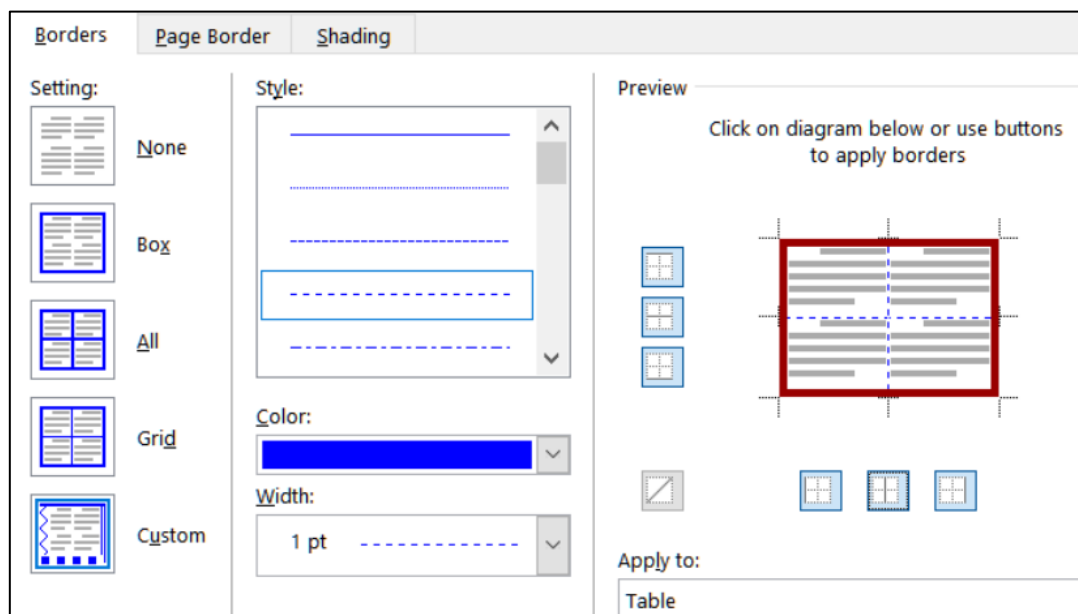 Borders Page Border Shading
Setting:
None
Box
All
Grid
Custom
Style:
Color:
Width:
1 pt
Preview
Click on diagram below or use buttons
to apply borders
Apply to:
Table